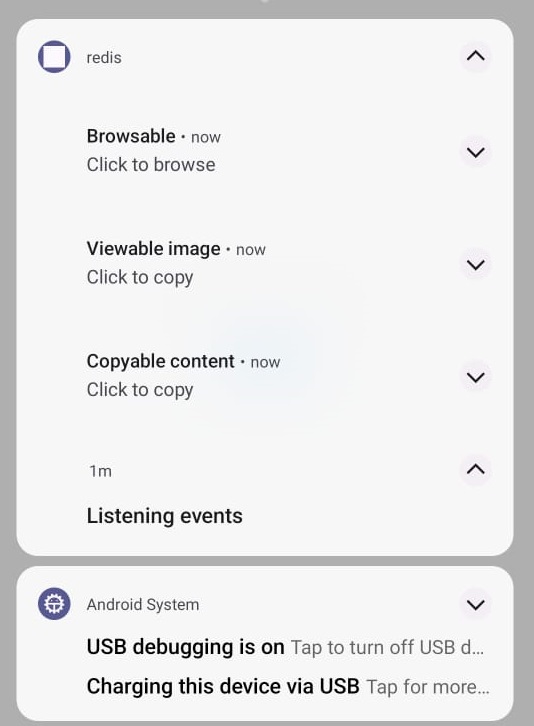 redis
Browsable • now
Click to browse
Viewable image • now
Click to copy
Copyable content • now
Click to copy
1m
Listening events
Android System
USB debugging is on Tap to turn off USB d...
Charging this device via USB Tap for more...